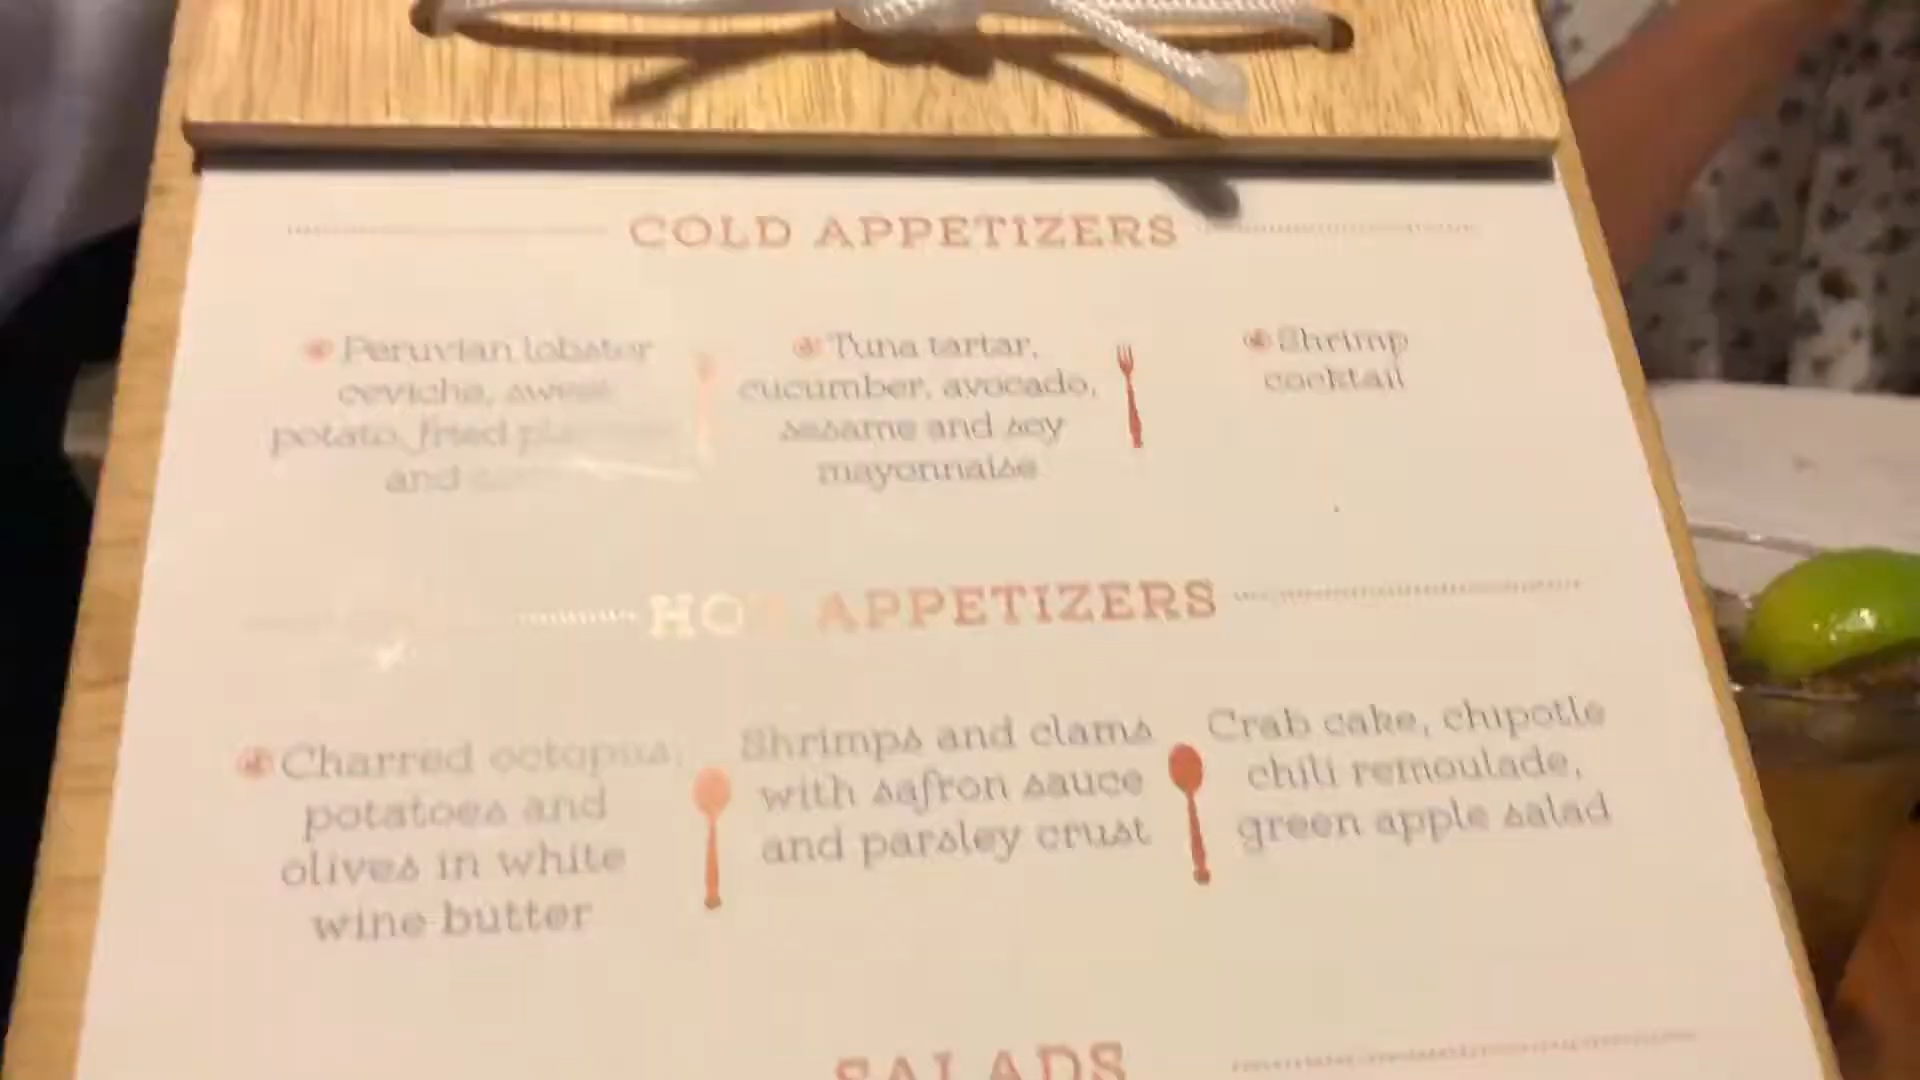 COLD APPETIZERS
Peruvian lobster
ceviche, sweet
potato, fried
and
Tuna tartar,
cucumber, avocado,
sesame and soy
mayonnaise
Shrimp
cocktail
HOT APPETIZERS
Charred octopus,
potatoes and
olives in white
wine butter
Shrimps and clams
with safron sauce
and parsley crust
Crab cake, chipotle
chili remoulade,
green apple salad
SALADS